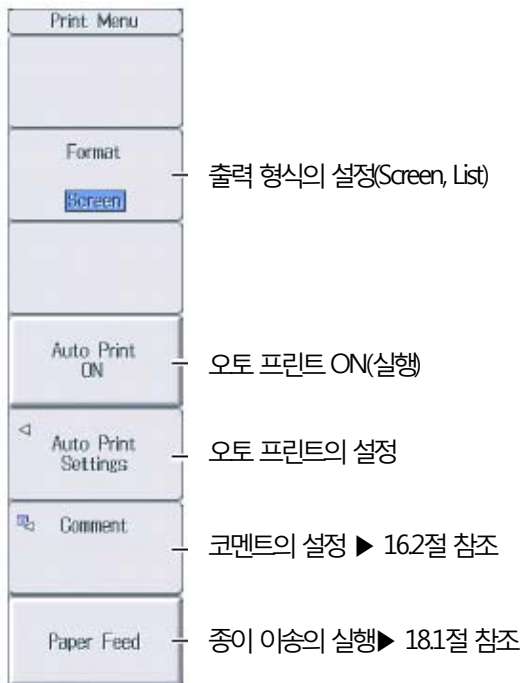 Print Menu
Format
Screen
출력 형식의 설정(Screen, List)
Auto Print
ON
오토 프린트 ON(실행)
Auto Print
Settings
오토 프린트의 설정
Comment
코멘트의 설정 ▶ 16.2절 참조
Paper Feed
종이 이송의 실행▶ 18.1절 참조